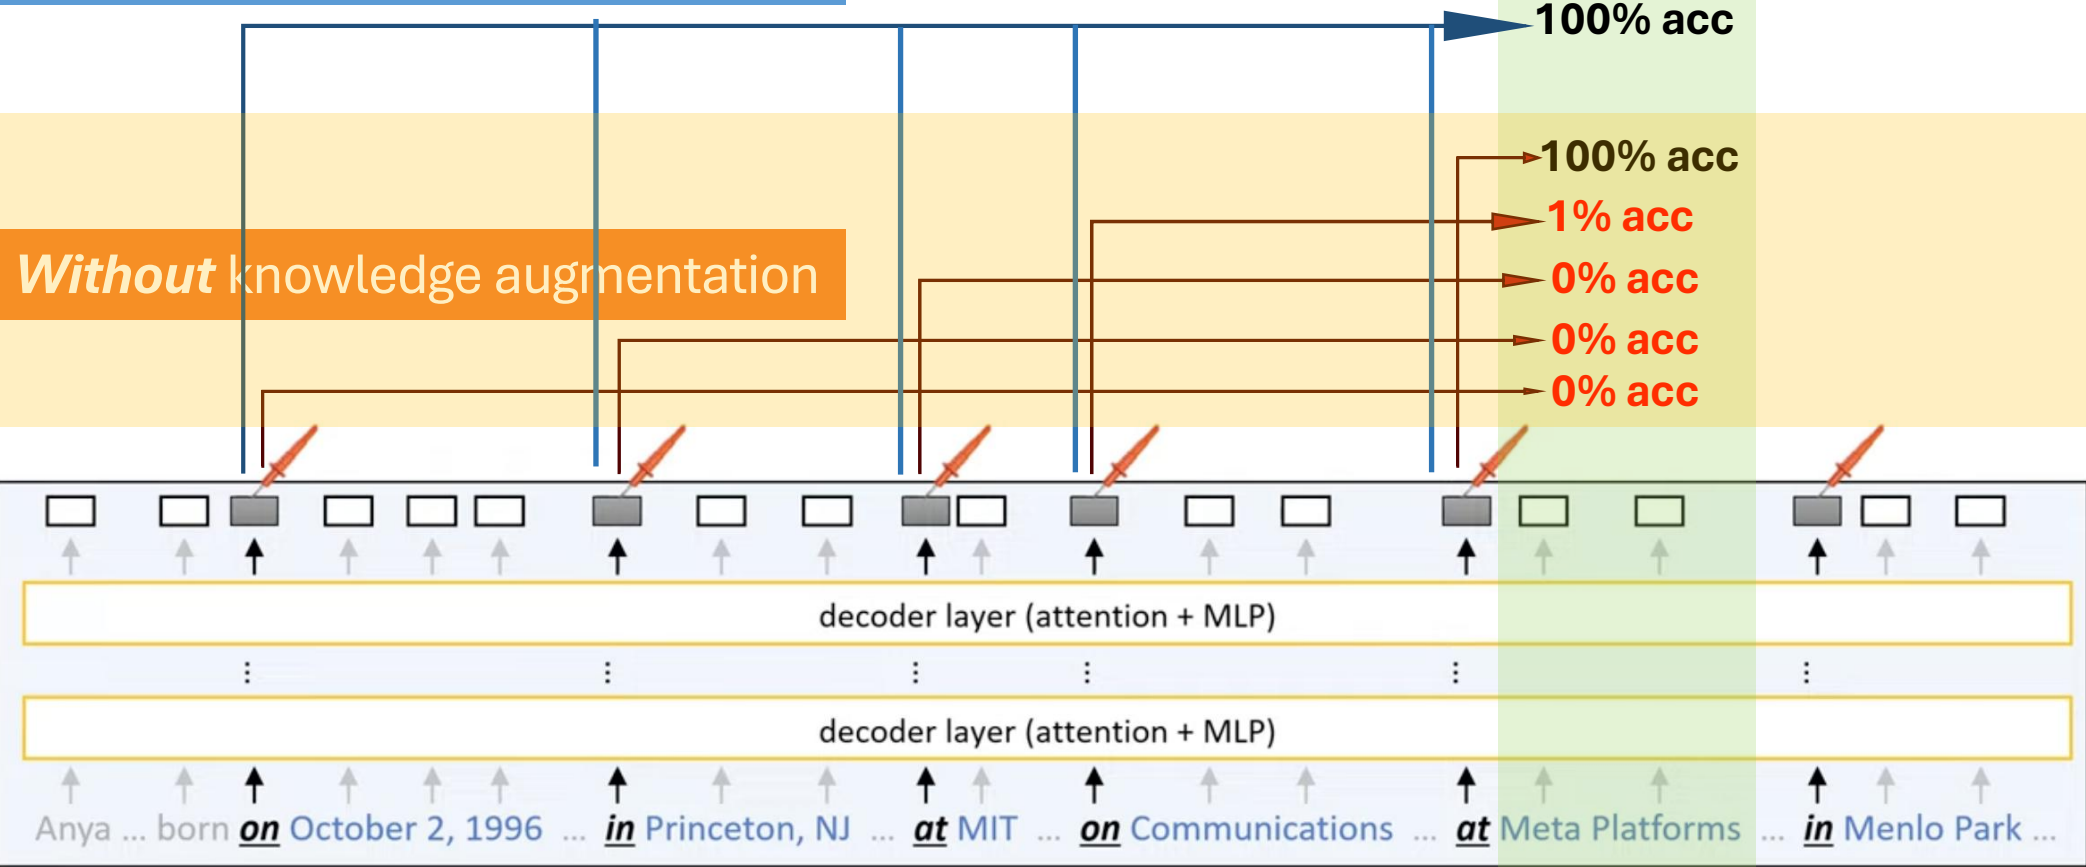 100% acc
100% acc
1% acc
Without knowledge augmentation
0% acc
0% acc
0% acc
decoder layer (attention + MLP)
decoder layer (attention + MLP)
Anya ... born on October 2, 1996 ... in Princeton, NJ ... at MIT ... on Communications ... at Meta Platforms ... in Menlo Park ...